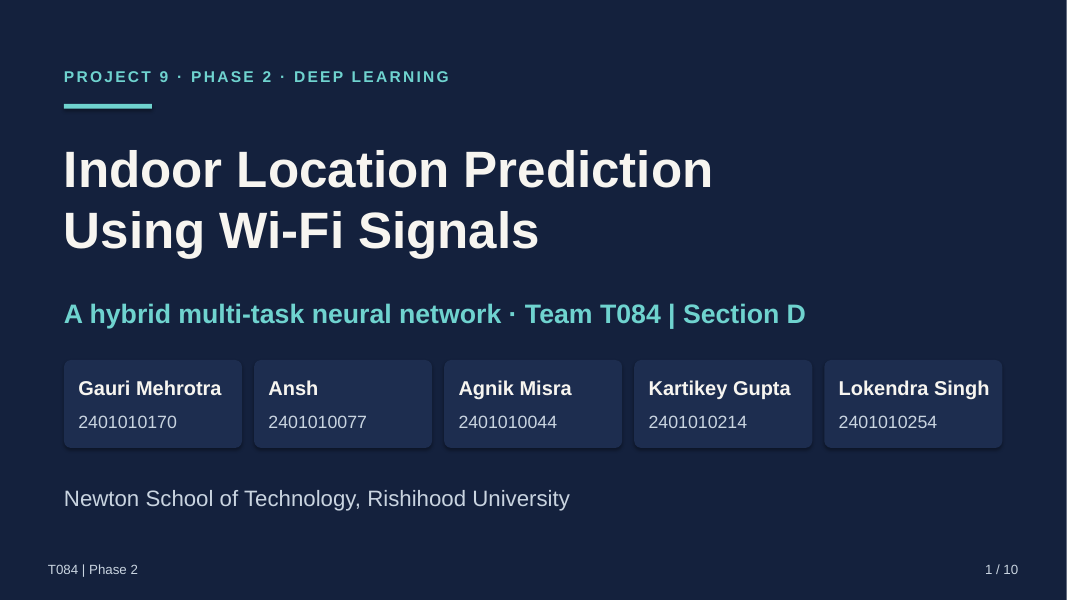 PROJECT 9 · PHASE 2 · DEEP LEARNING
Indoor Location Prediction
Using Wi-Fi Signals
A hybrid multi-task neural network · Team T084 | Section D
Gauri Mehrotra
2401010170
Ansh
2401010077
Agnik Misra
2401010044
Kartikey Gupta
2401010214
Lokendra Singh
2401010254
Newton School of Technology, Rishihood University
T084 | Phase 2
1 / 10